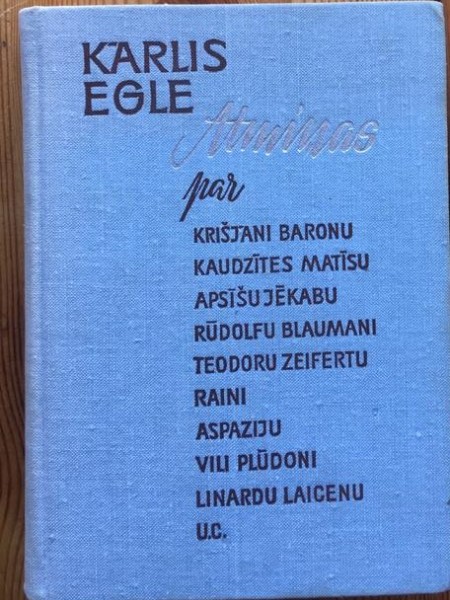 KĀRLIS
EGLE
Atmiņas
par
KRIŠJĀNI BARONU
KAUDZĪTES MATĪSU
APSĪŠU JĒKABU
RŪDOLFU BLAUMANI
TEODORU ZEIFERTU
RAINI
ASPAZIJU
VILI PLŪDONI
LINARDU LAICENU
U.C.